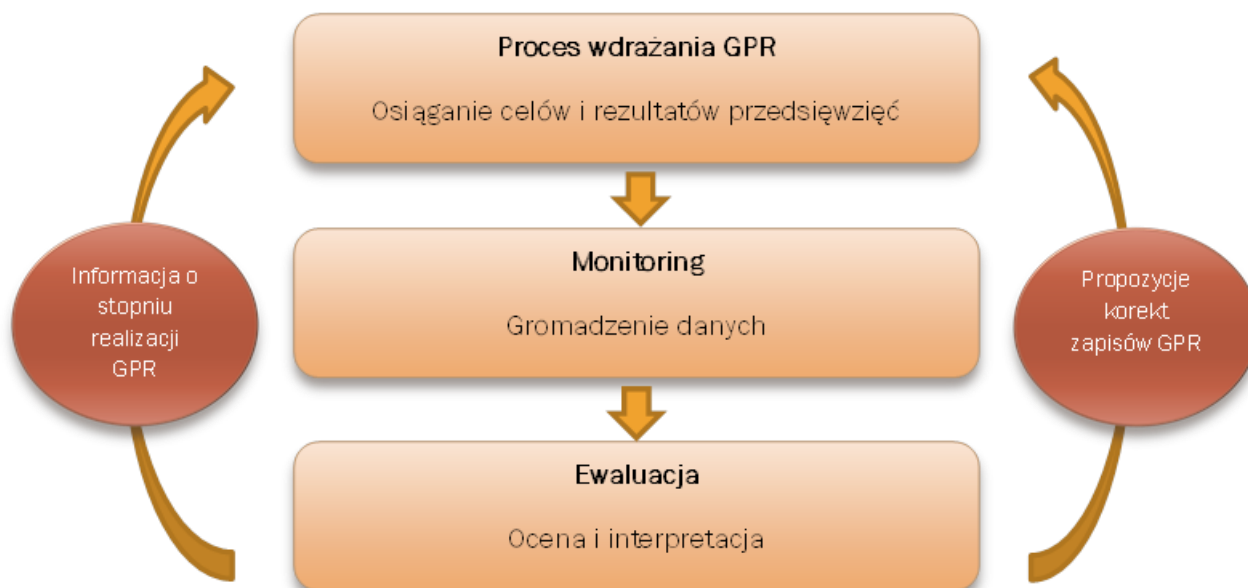 Proces wdrażania GPR
Osiąganie celów i rezultatów przedsięwzięć
Informacja o
stopniu
realizacji
GPR
Monitoring
Gromadzenie danych
Propozycje
korekt
zapisów GPR
Ewaluacja
Ocena i interpretacja